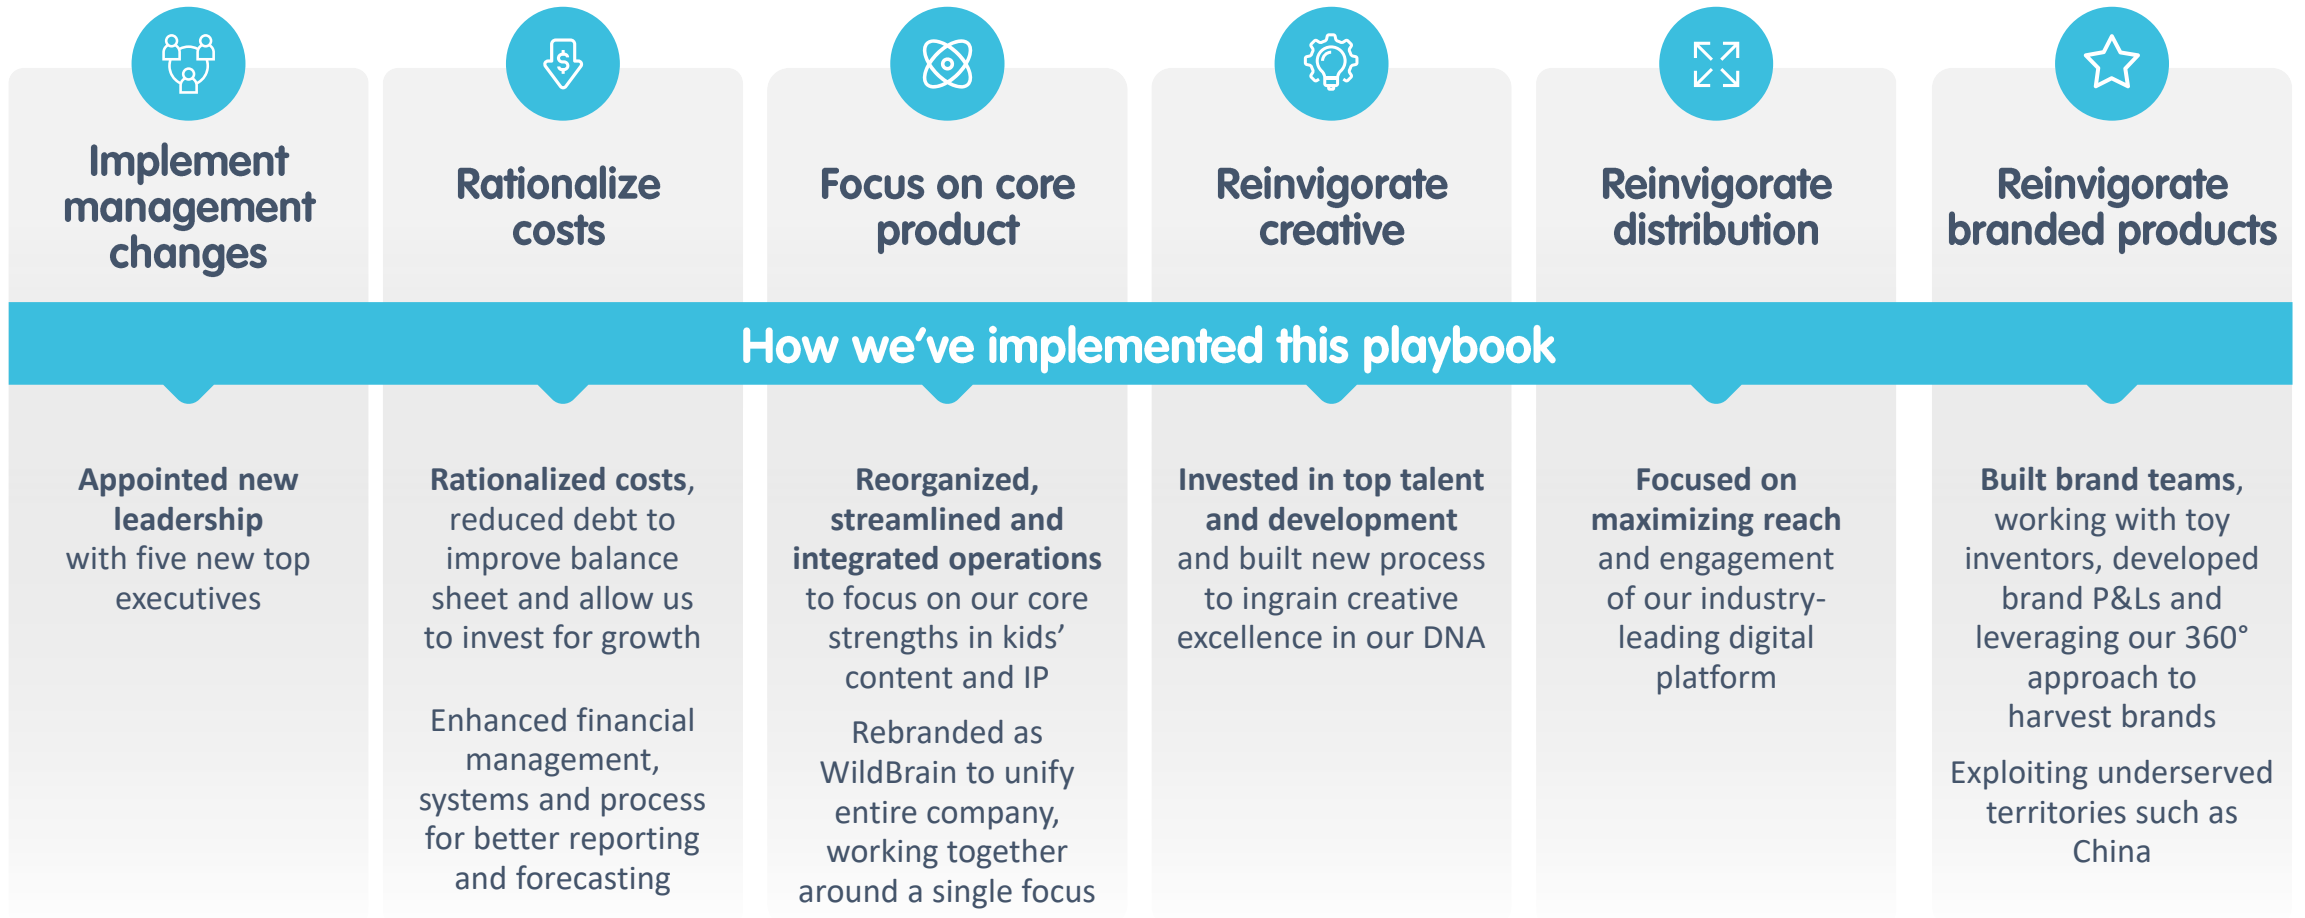 Implement
management
changes
Rationalize
costs
Focus on core
product
Reinvigorate
creative
Reinvigorate
distribution
Reinvigorate
branded products
How we’ve implemented this playbook
Appointed new
leadership
with five new top
executives
Rationalized costs,
reduced debt to
improve balance
sheet and allow us
to invest for growth
Enhanced financial
management,
systems and process
for better reporting
and forecasting
Reorganized,
streamlined and
integrated operations
to focus on our core
strengths in kids’
content and IP
Rebranded as
WildBrain to unify
entire company,
working together
around a single focus
Invested in top talent
and development
and built new process
to ingrain creative
excellence in our DNA
Focused on
maximizing reach
and engagement
of our industry-
leading digital
platform
Built brand teams,
working with toy
inventors, developed
brand P&Ls and
leveraging our 360°
approach to
harvest brands
Exploiting underserved
territories such as
China